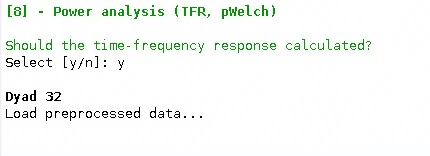 [8] - Power analysis (TFR, pWelch)
Should the time-frequency response calculated?
Select [y/n]: y
Dyad 32
Load preprocessed data...